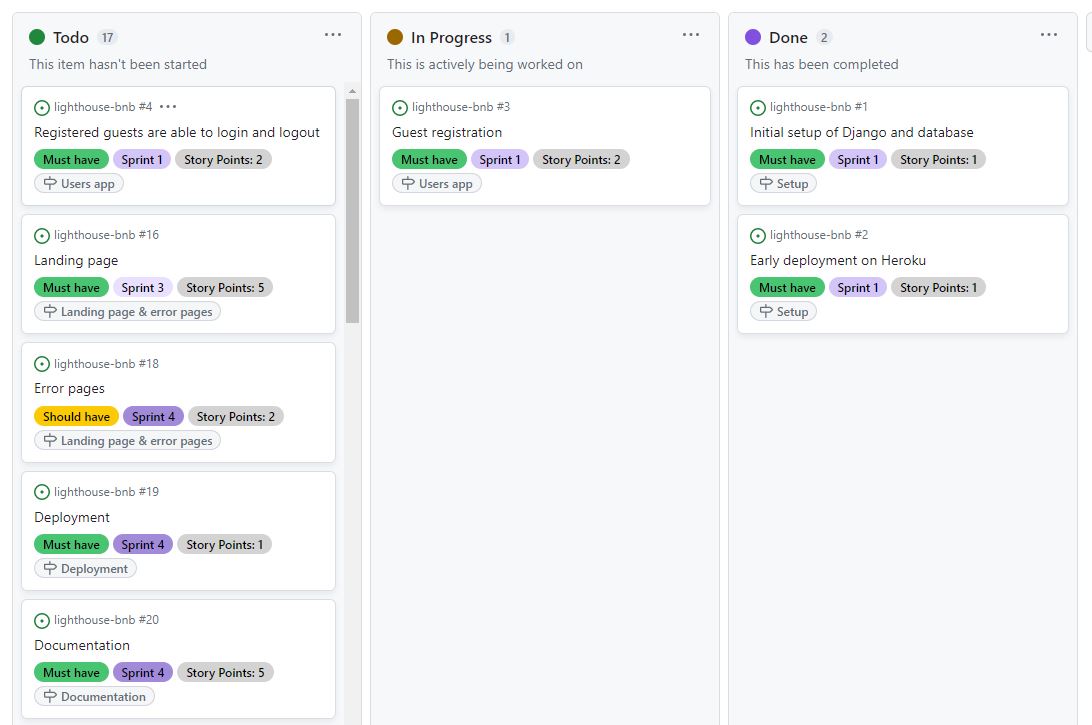 Todo 17
This item hasn't been started
lighthouse-bnb #4
Registered guests are able to login and logout
Must have Sprint 1 Story Points: 2
Users app
lighthouse-bnb #16
Landing page
Must have Sprint 3 Story Points: 5
Landing page & error pages
lighthouse-bnb #18
Error pages
Should have Sprint 4 Story Points: 2
Landing page & error pages
lighthouse-bnb #19
Deployment
Must have Sprint 4 Story Points: 1
Deployment
lighthouse-bnb #20
Documentation
Must have Sprint 4 Story Points: 5
Documentation
In Progress 1
This is actively being worked on
lighthouse-bnb #3
Guest registration
Must have Sprint 1 Story Points: 2
Users app
Done 2
This has been completed
lighthouse-bnb #1
Initial setup of Django and database
Must have Sprint 1 Story Points: 1
Setup
lighthouse-bnb #2
Early deployment on Heroku
Must have Sprint 1 Story Points: 1
Setup